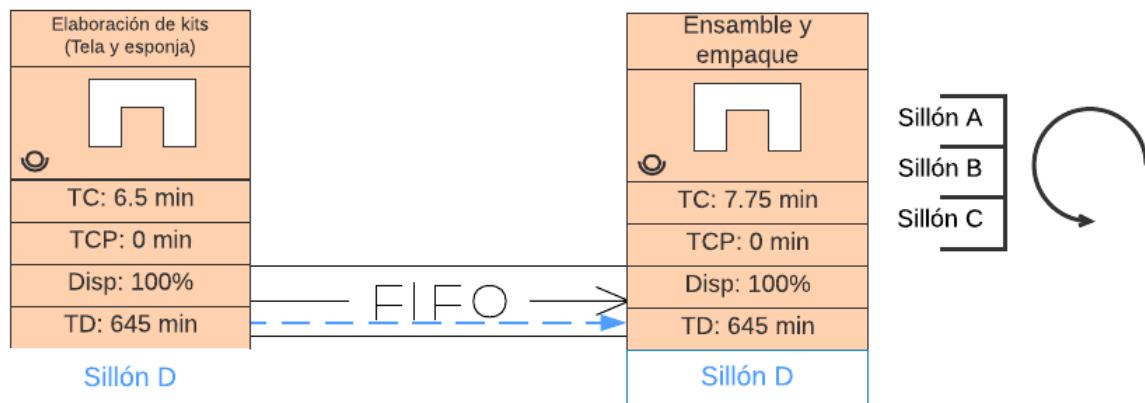 Elaboración de kits
(Tela y esponja)
TC: 6.5 min
TCP: 0 min
Disp: 100%
TD: 645 min
Sillón D
FIFO
Ensamble y
empaque
TC: 7.75 min
TCP: 0 min
Disp: 100%
TD: 645 min
Sillón D
Sillón A
Sillón B
Sillón C